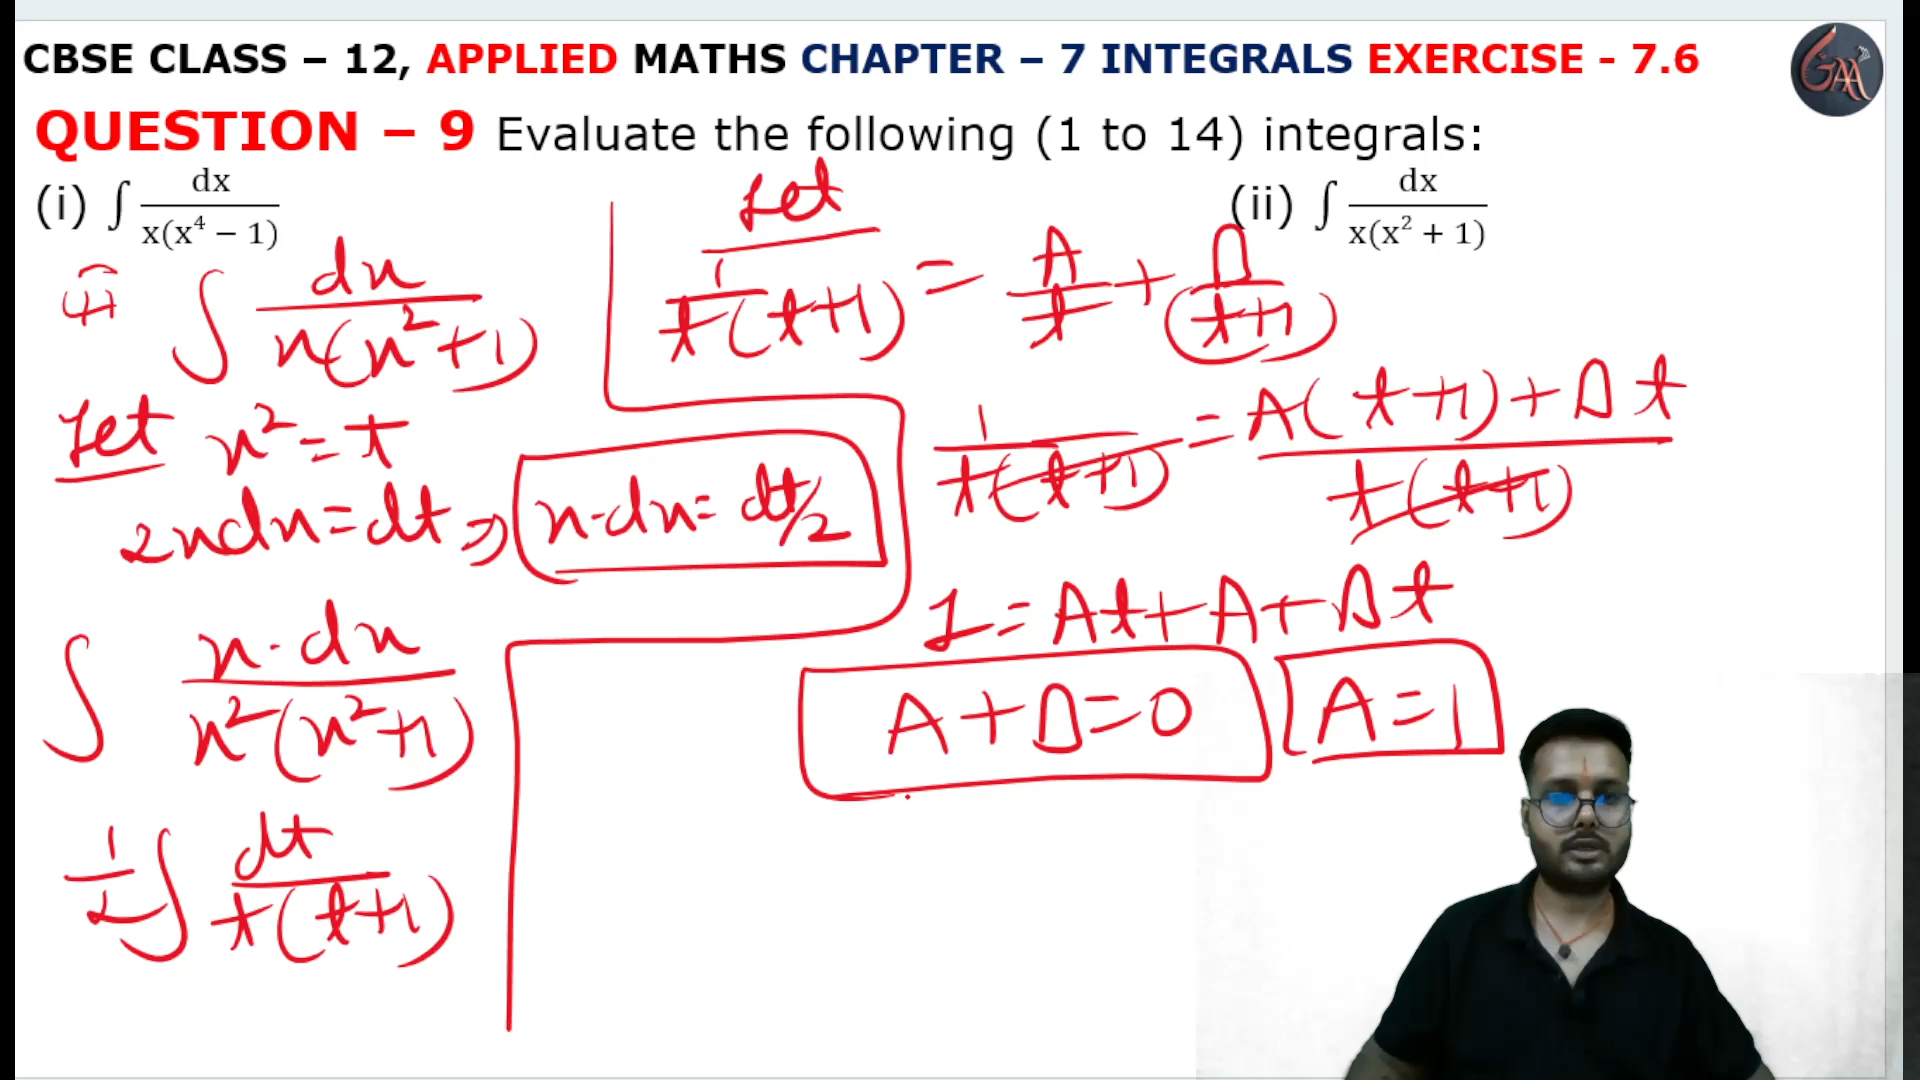 CBSE CLASS – 12, APPLIED MATHS CHAPTER – 7 INTEGRALS EXERCISE - 7.6
QUESTION – 9 Evaluate the following (1 to 14) integrals:
(i) ∫ dx / x(x⁴ − 1)
(ii) ∫ dx / x(x² + 1)
(ii) ∫ dx / x(x²+1)
Let x² = t
2xdx = dt ⇒ x·dx = dt/2
∫ x·dx / x²(x²+1)
1/2 ∫ dt / t(t+1)
Let
1 / t(t+1) = A/t + B/(t+1)
1 / t(t+1) = A(t+1)+Bt / t(t+1)
1 = At+A+Bt
A+B=0 A=1
GAA